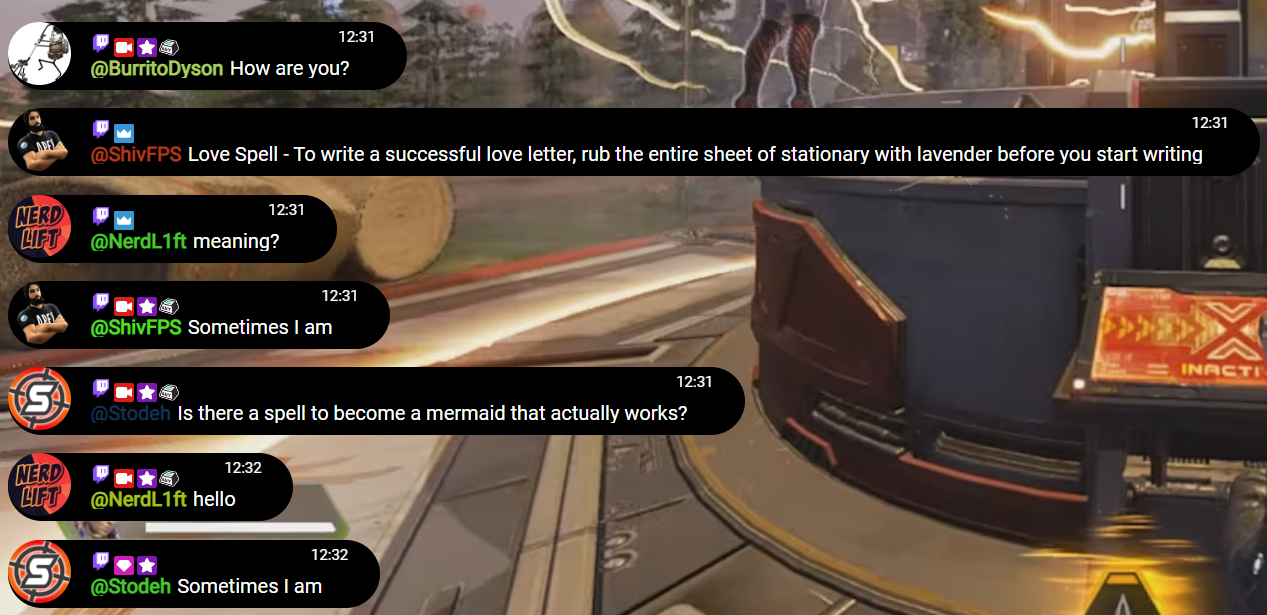 12:31
@BurritoDyson How are you?
12:31
@ShivFPS Love Spell - To write a successful love letter, rub the entire sheet of stationary with lavender before you start writing
NERD
LIFT
12:31
@NerdL1ft meaning?
12:31
@ShivFPS Sometimes I am
S
12:31
@Stodeh Is there a spell to become a mermaid that actually works?
NERD
LIFT
12:32
@NerdL1ft hello
S
12:32
@Stodeh Sometimes I am
X
INACTI